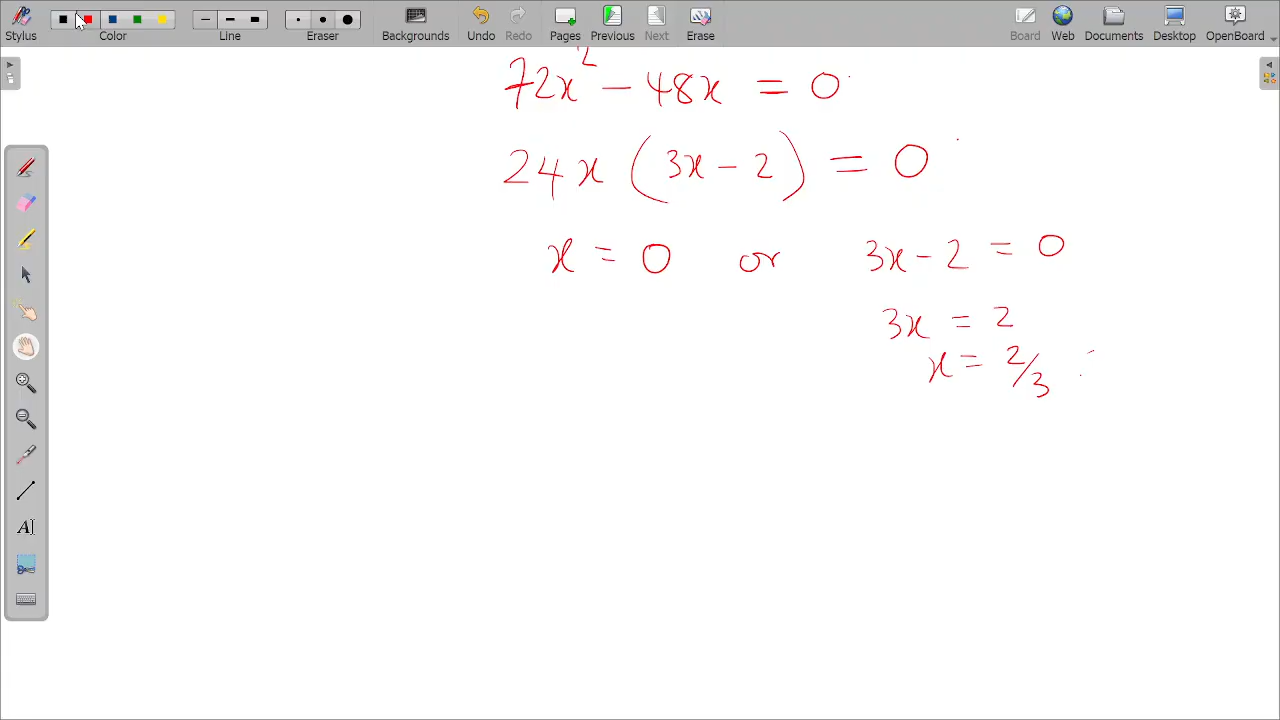 Stylus Color Line Eraser Backgrounds Undo Redo Pages Previous Next Erase Board Web Documents Desktop OpenBoard
72x² - 48x = 0
24x (3x - 2) = 0
x = 0 or 3x - 2 = 0
3x = 2
x = 2/3
AI